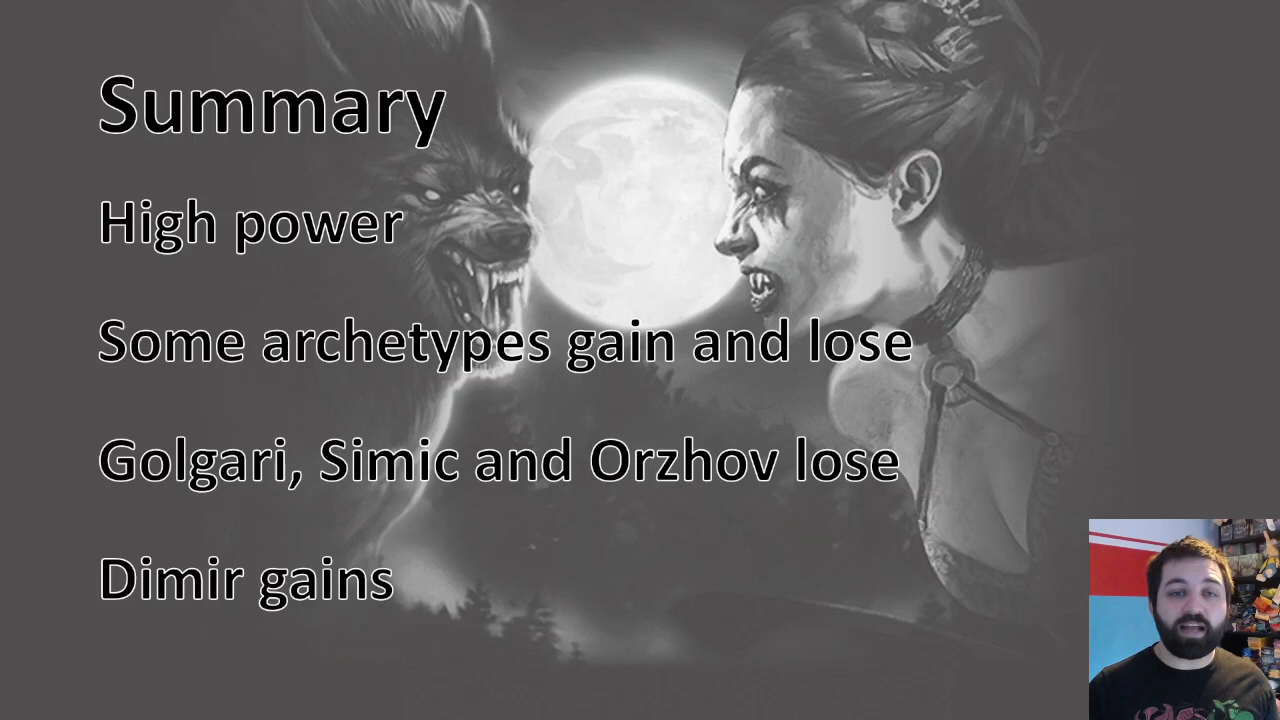 Summary
High power
Some archetypes gain and lose
Golgari, Simic and Orzhov lose
Dimir gains